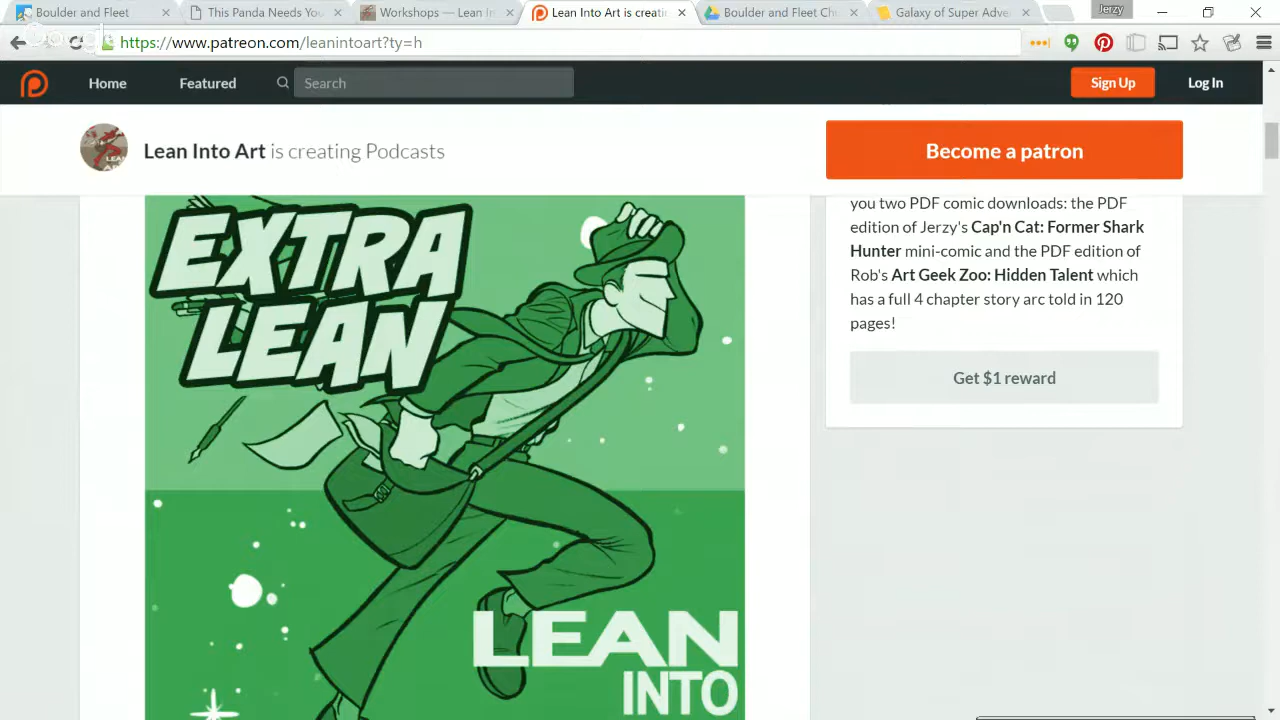 Boulder and Fleet
This Panda Needs You
Workshops — Lean In
Lean Into Art is creati
Boulder and Fleet Ch
Galaxy of Super Adve
Jerzy
https://www.patreon.com/leanintoart?ty=h
Home
Featured
Search
Sign Up
Log In
Lean Into Art is creating Podcasts
Become a patron
EXTRA
LEAN
LEAN
INTO
you two PDF comic downloads: the PDF
edition of Jerzy's Cap'n Cat: Former Shark
Hunter mini-comic and the PDF edition of
Rob's Art Geek Zoo: Hidden Talent which
has a full 4 chapter story arc told in 120
pages!
Get $1 reward